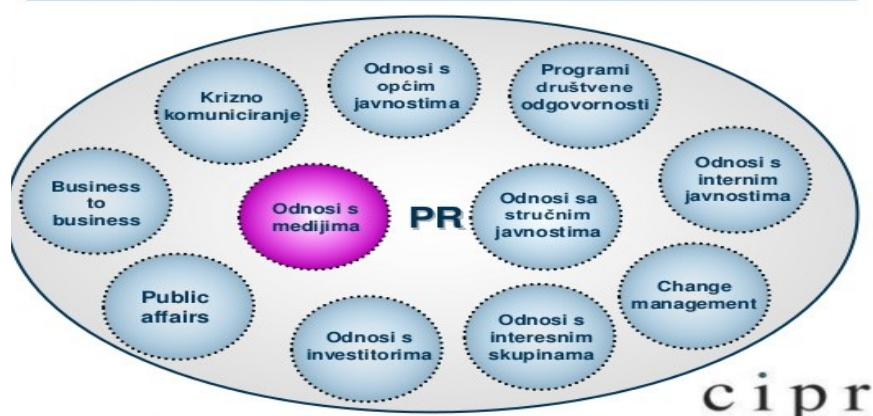 Odnosi s
općim
javnostima
Programi
društvene
odgovornosti
Krizno
komuniciranje
Odnosi s
internim
javnostima
Business
to
business
Odnosi s
medijima
PR
Odnosi sa
stručnim
javnostima
Public
affairs
Change
management
Odnosi s
investitorima
Odnosi s
interesnim
skupinama
cipr